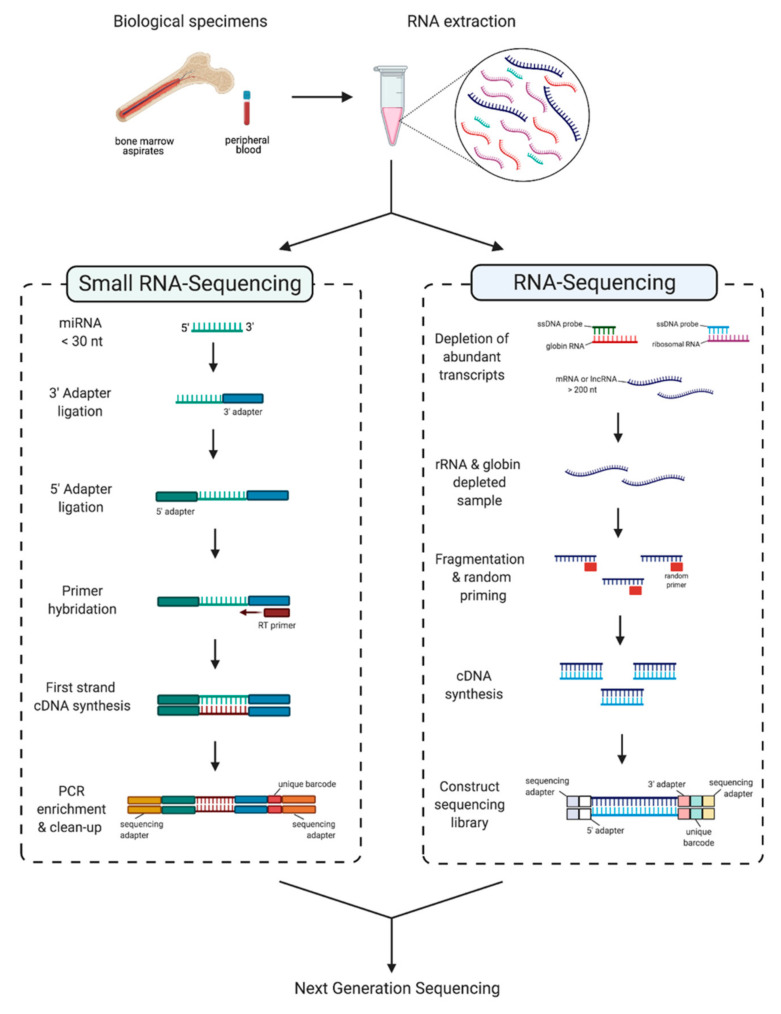 Biological specimens
RNA extraction
bone marrow
aspirates
peripheral
blood
Small RNA-Sequencing
miRNA
< 30 nt
5'
3'
3' Adapter
ligation
3' adapter
5' Adapter
ligation
5' adapter
Primer
hybridation
RT primer
First strand
cDNA synthesis
PCR
enrichment
& clean-up
unique barcode
sequencing
adapter
sequencing
adapter
RNA-Sequencing
Depletion of
abundant
transcripts
ssDNA probe
globin RNA
ssDNA probe
ribosomal RNA
mRNA or lncRNA
> 200 nt
rRNA & globin
depleted
sample
Fragmentation
& random
priming
random
primer
cDNA
synthesis
Construct
sequencing
library
sequencing
adapter
3' adapter
sequencing
adapter
5' adapter
unique
barcode
Next Generation Sequencing